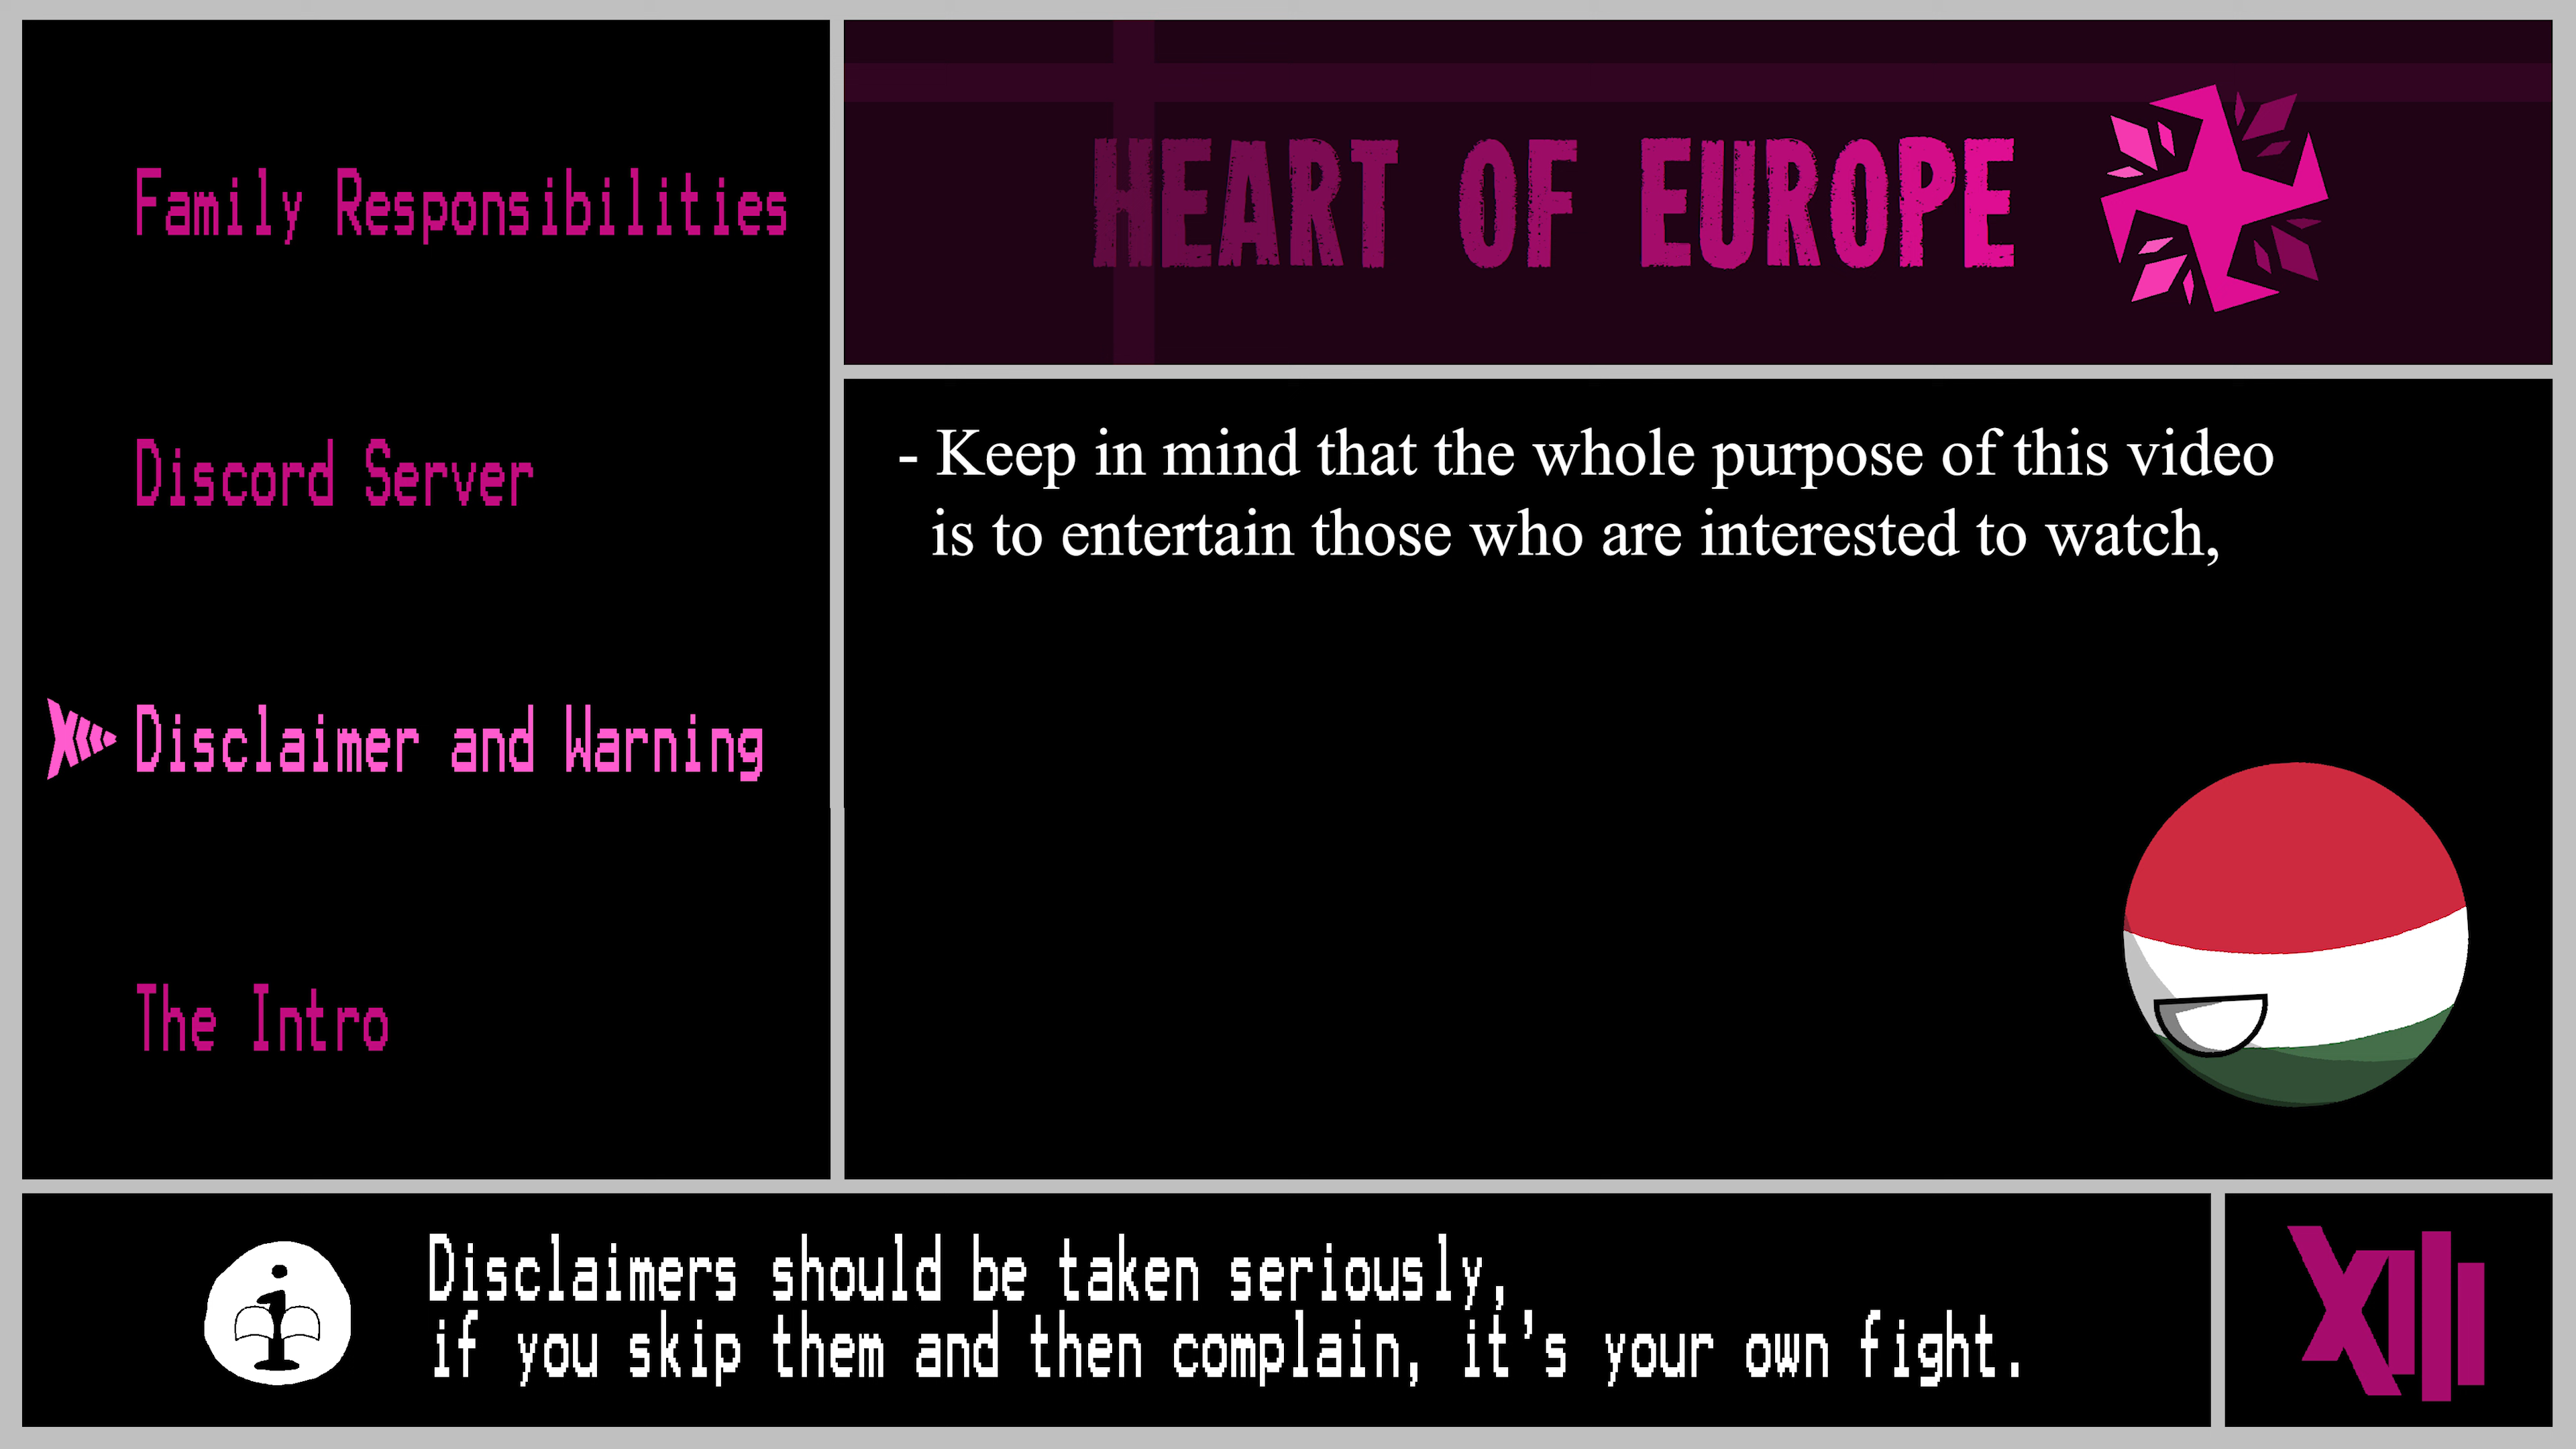 Family Responsibilities
Discord Server
Disclaimer and Warning
The Intro
HEART OF EUROPE
- Keep in mind that the whole purpose of this video
is to entertain those who are interested to watch,
Disclaimers should be taken seriously,
if you skip them and then complain, it's your own fight.
XIII